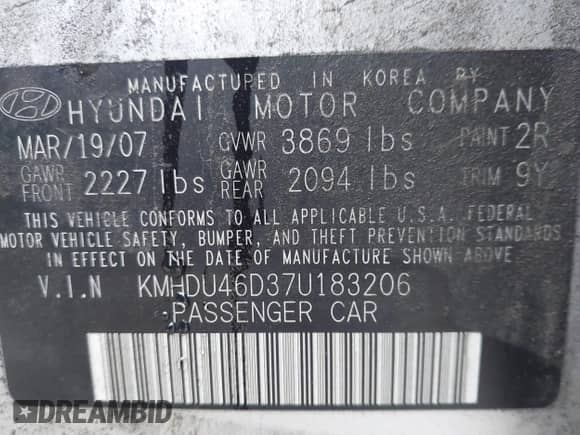 MANUFACTURED IN KOREA BY
HYUNDAI MOTOR COMPANY
MAR/19/07 GVWR 3869 lbs PAINT 2R
GAWR FRONT 2227 lbs GAWR REAR 2094 lbs TRIM 9Y
THIS VEHICLE CONFORMS TO ALL APPLICABLE U.S.A. FEDERAL
MOTOR VEHICLE SAFETY, BUMPER, AND THEFT PREVENTION STANDARDS
IN EFFECT ON THE DATE OF MANUFACTURE SHOWN ABOVE.
V.I.N KMHDU46D37U183206
PASSENGER CAR
DREAMBID